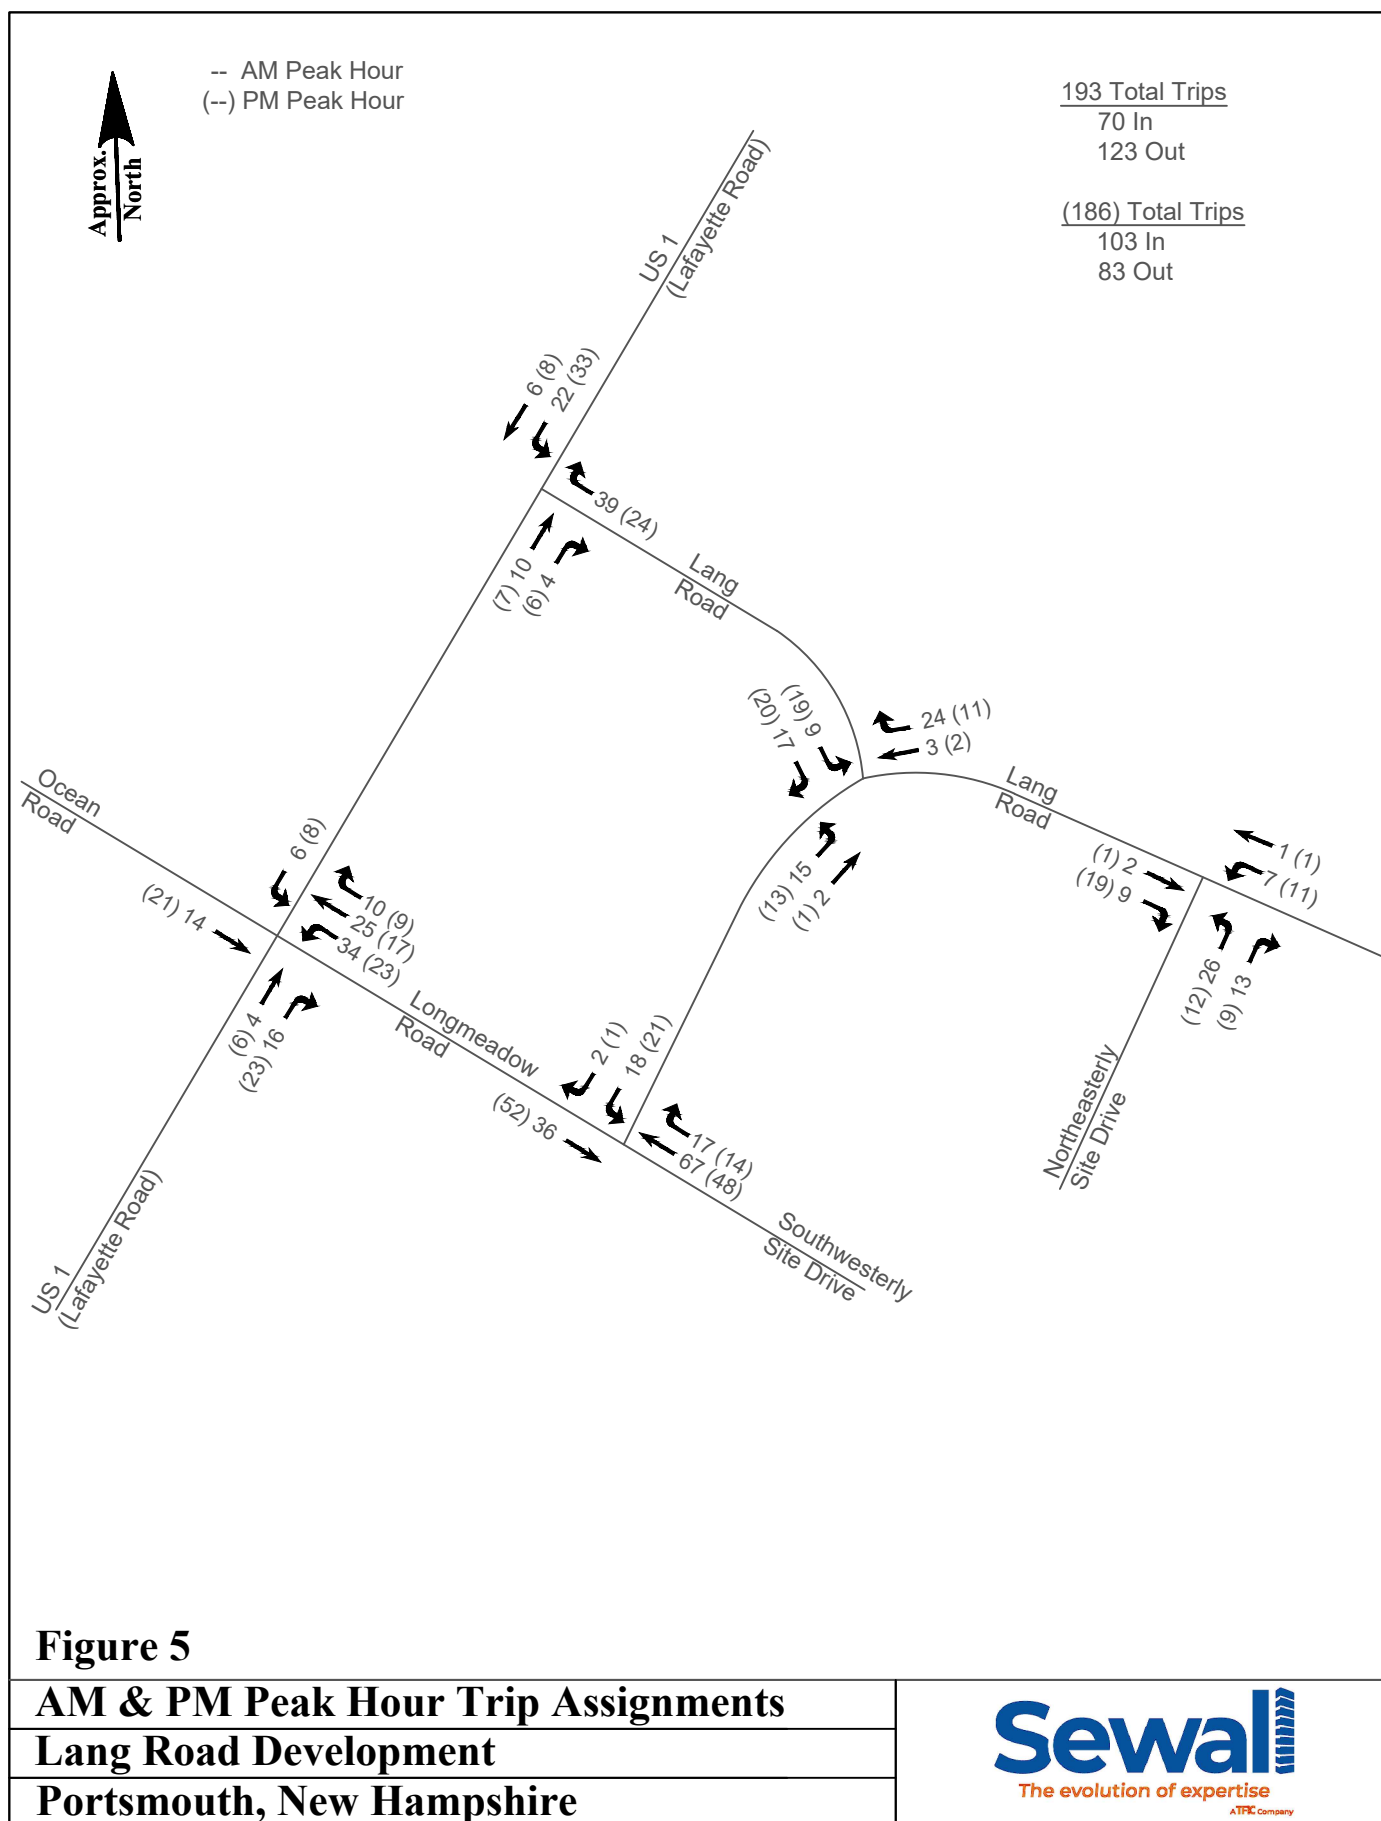 -- AM Peak Hour
(--) PM Peak Hour
Approx.
North
193 Total Trips
70 In
123 Out
(186) Total Trips
103 In
83 Out
US 1
(Lafayette Road)
6 (8)
22 (33)
39 (24)
(7) 10
(6) 4
Lang
Road
(19) 9
(20) 17
24 (11)
3 (2)
Lang
Road
(13) 15
(1) 2
1 (1)
7 (11)
(1) 2
(19) 9
(12) 26
(9) 13
Northeasterly
Site Drive
Ocean
Road
6 (8)
(21) 14
10 (9)
25 (17)
34 (23)
(6) 4
(23) 16
Longmeadow
Road
2 (1)
18 (21)
(52) 36
17 (14)
67 (48)
Southwesterly
Site Drive
US 1
(Lafayette Road)
Figure 5
AM & PM Peak Hour Trip Assignments
Lang Road Development
Portsmouth, New Hampshire
Sewall
The evolution of expertise
A TRC Company